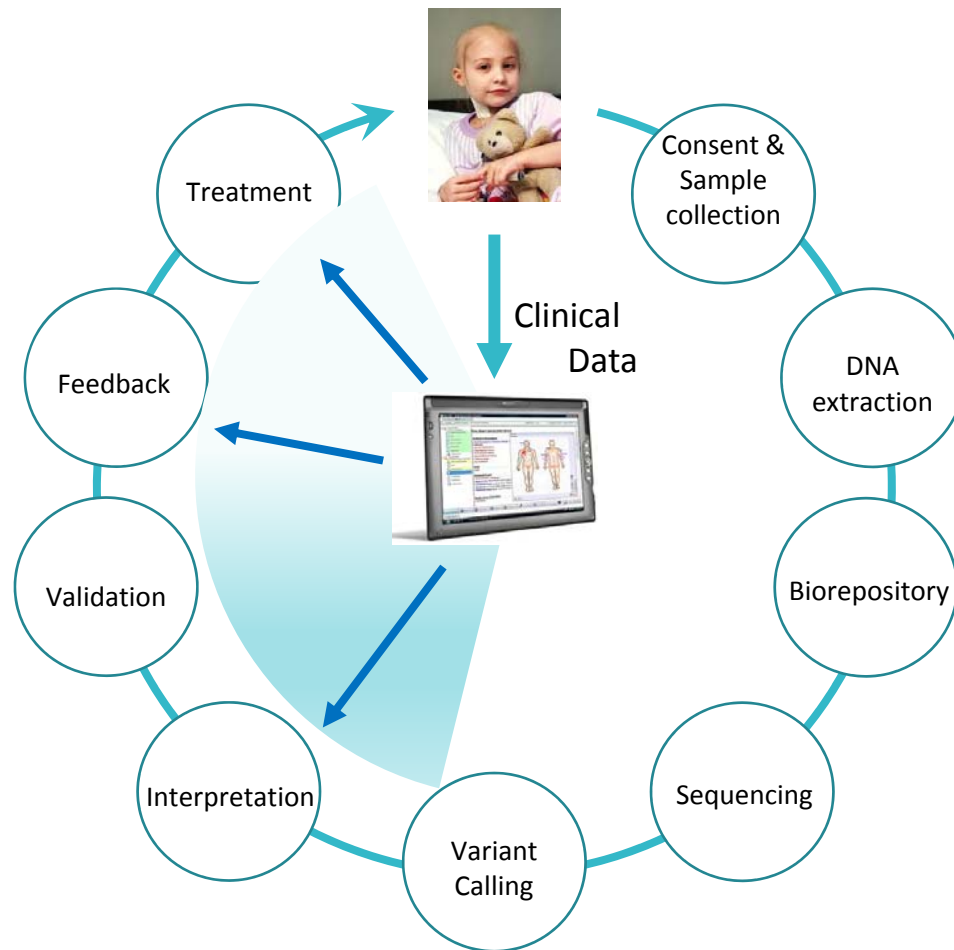 Consent &
Sample
collection
DNA
extraction
Biorepository
Sequencing
Variant
Calling
Interpretation
Validation
Feedback
Treatment
Clinical
Data